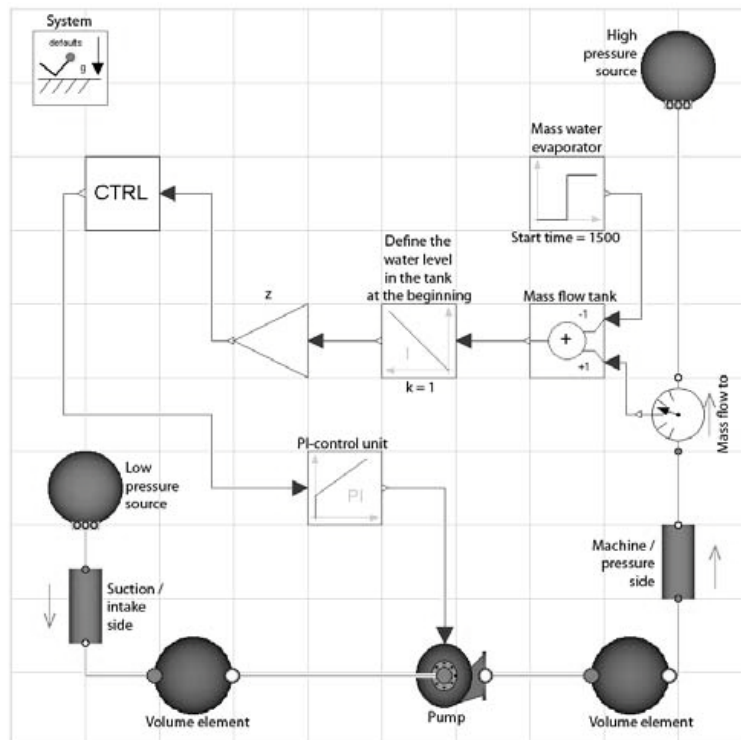 System
defaults
g
High
pressure
source
Mass water
evaporator
Start time = 1500
CTRL
Define the
water level
in the tank
at the beginning
z
Mass flow tank
-1
+
+1
I
k = 1
Mass flow to
PI-control unit
PI
Low
pressure
source
Machine /
pressure
side
Suction /
intake
side
Volume element
Pump
Volume element